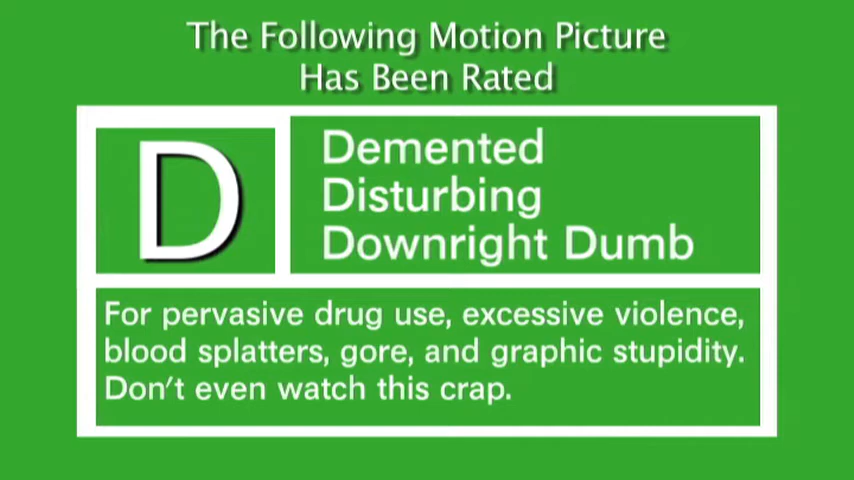 The Following Motion Picture
Has Been Rated
D
Demented
Disturbing
Downright Dumb
For pervasive drug use, excessive violence,
blood splatters, gore, and graphic stupidity.
Don't even watch this crap.